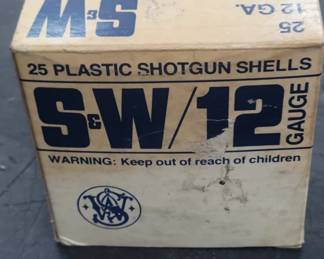 S&W
25
12 GA.
25 PLASTIC SHOTGUN SHELLS
S&W/12 GAUGE
WARNING: Keep out of reach of children
S&W